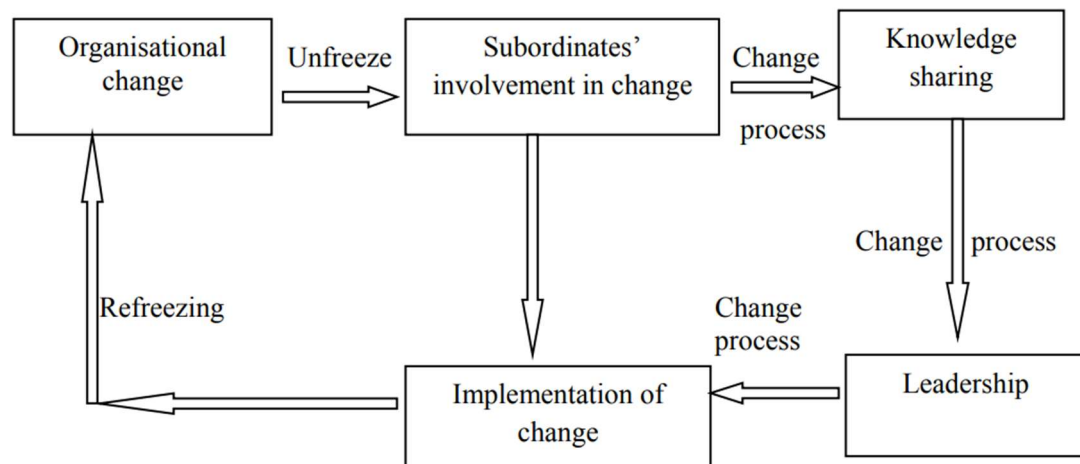 Organisational
change
Unfreeze
Subordinates’
involvement in change
Change
process
Knowledge
sharing
Change process
Leadership
Change
process
Implementation of
change
Refreezing